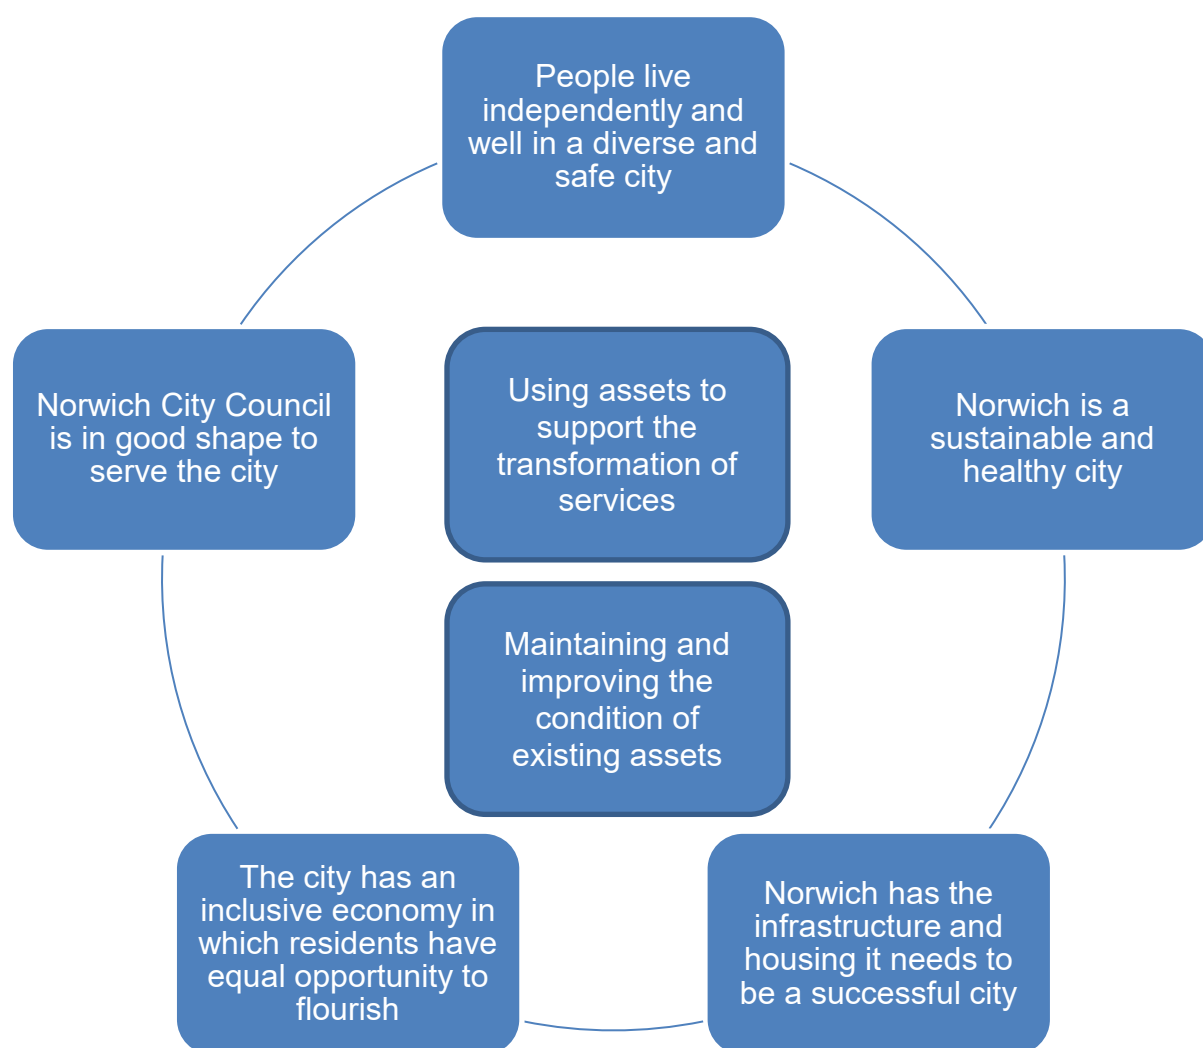 People live
independently and
well in a diverse and
safe city
Norwich City Council
is in good shape to
serve the city
Using assets to
support the
transformation of
services
Norwich is a
sustainable and
healthy city
Maintaining and
improving the
condition of
existing assets
The city has an
inclusive economy in
which residents have
equal opportunity to
flourish
Norwich has the
infrastructure and
housing it needs to
be a successful city